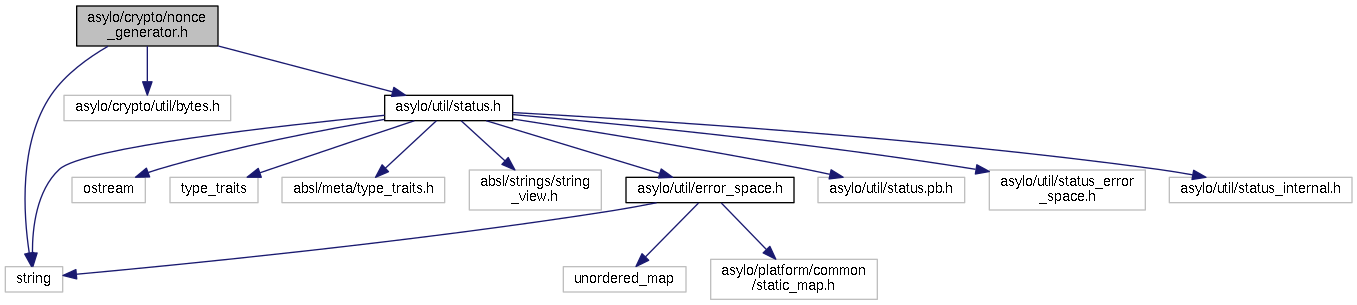 asylo/crypto/nonce
_generator.h
asylo/crypto/util/bytes.h
asylo/util/status.h
ostream
type_traits
absl/meta/type_traits.h
absl/strings/string
_view.h
asylo/util/error_space.h
asylo/util/status.pb.h
asylo/util/status_error
_space.h
asylo/util/status_internal.h
string
unordered_map
asylo/platform/common
/static_map.h